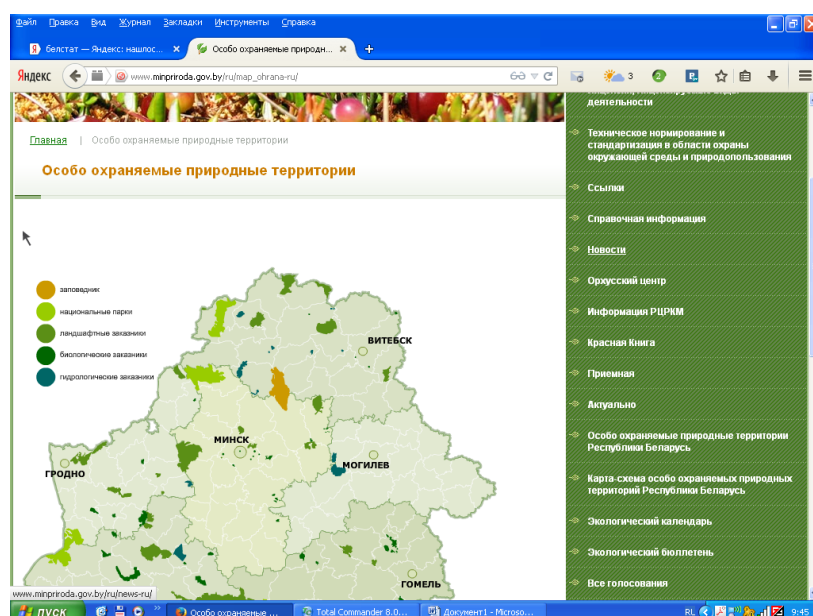 Файл Правка Вид Журнал Закладки Инструменты Справка
белстат — Яндекс: нашлос...
Особо охраняемые природн...
Яндекс
www.minpriroda.gov.by/ru/map_ohrana-ru/
3
2
деятельности
Главная | Особо охраняемые природные территории
Особо охраняемые природные территории
Техническое нормирование и
стандартизация в области охраны
окружающей среды и природопользования
Ссылки
Справочная информация
Новости
Орхусский центр
Информация РЦРКМ
Красная Книга
Приемная
Актуально
Особо охраняемые природные территории
Республики Беларусь
Карта-схема особо охраняемых природных
территорий Республики Беларусь
Экологический календарь
Экологический бюллетень
Все голосования
заповедник
национальные парки
ландшафтные заказники
биологические заказники
гидрологические заказники
ВИТЕБСК
МИНСК
МОГИЛЕВ
ГРОДНО
ГОМЕЛЬ
www.minpriroda.gov.by/ru/news-ru/
пуск
Особо охраняемые ...
Total Commander 8.0...
Документ1 - Microso...
RL
9:45